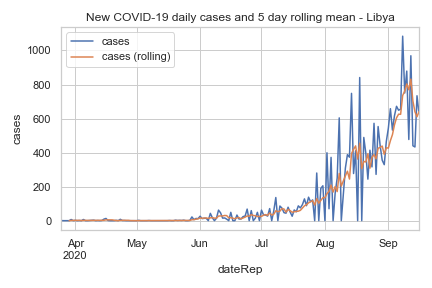 New COVID-19 daily cases and 5 day rolling mean - Libya
cases
cases (rolling)
1000
800
600
400
200
0
cases
Apr
2020
May
Jun
Jul
Aug
Sep
dateRep